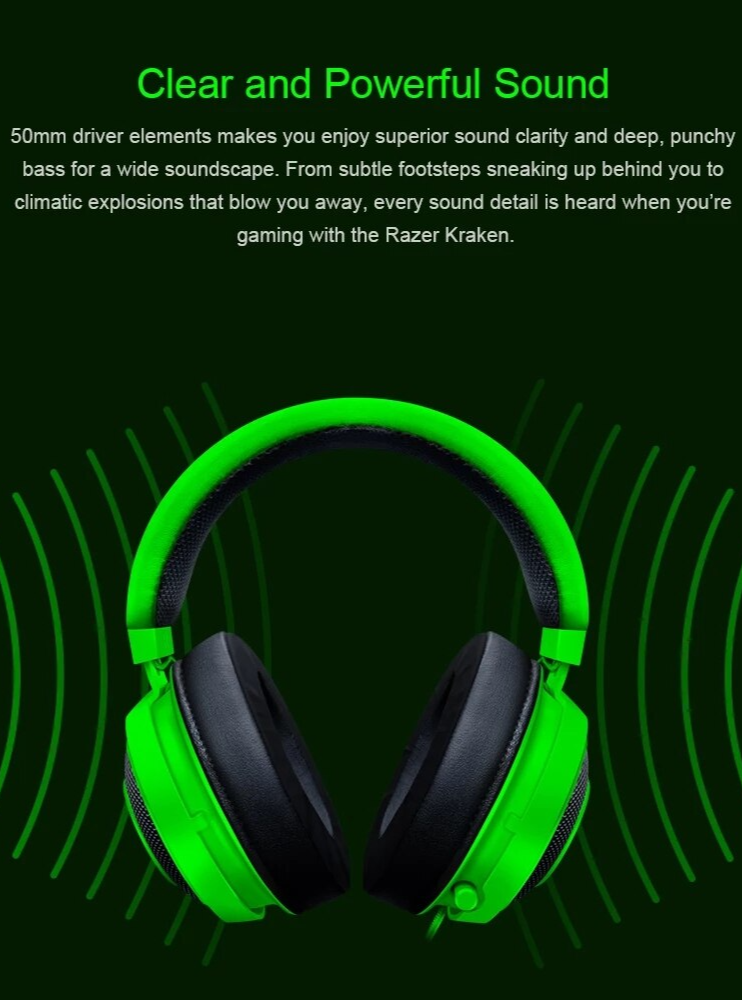 Clear and Powerful Sound
50mm driver elements makes you enjoy superior sound clarity and deep, punchy
bass for a wide soundscape. From subtle footsteps sneaking up behind you to
climatic explosions that blow you away, every sound detail is heard when you’re
gaming with the Razer Kraken.